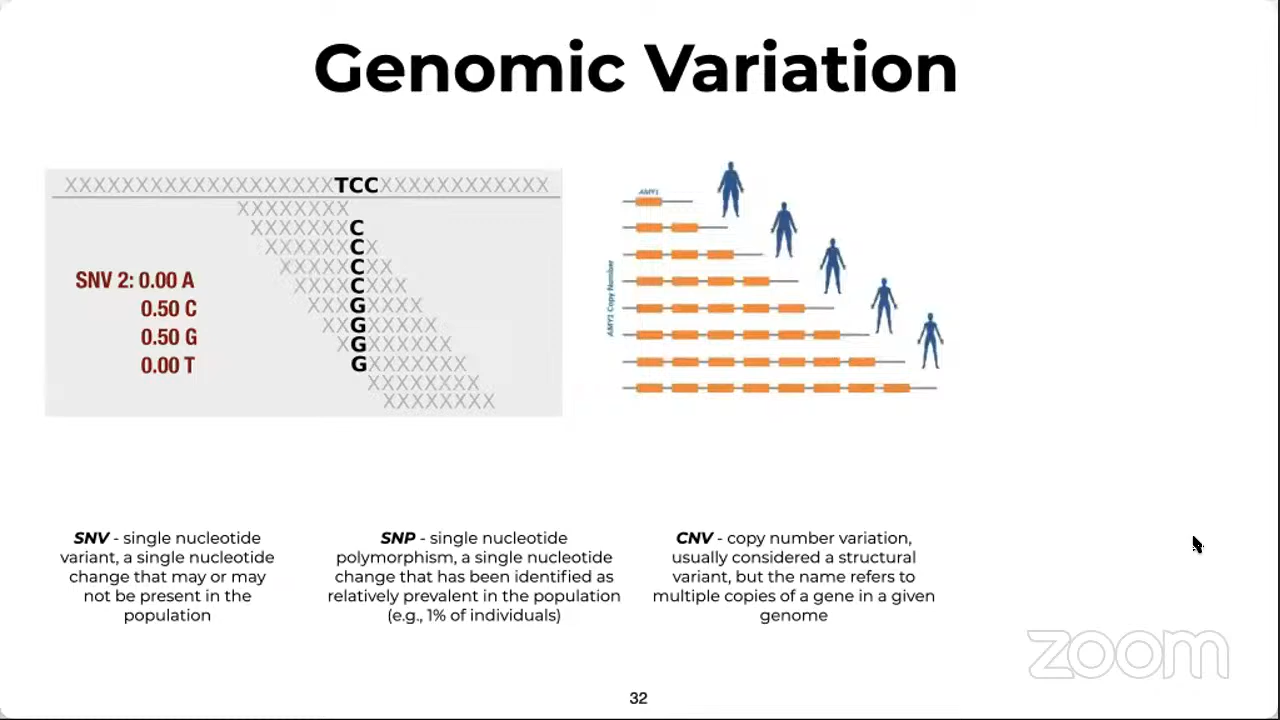 Genomic Variation
XXXXXXXXXXXXXXXXXXXTCCXXXXXXXXXXXX
XXXXXXXX
XXXXXXXC
XXXXXXCX
XXXXXCXX
SNV 2: 0.00 A
XXXXCXXX
0.50 C
XXXGXXXX
XXGXXXXX
0.50 G
XGXXXXXX
0.00 T
GXXXXXXX
XXXXXXXX
XXXXXXXX
AMY1
AMY1 Copy Number
SNV - single nucleotide
variant, a single nucleotide
change that may or may
not be present in the
population
SNP - single nucleotide
polymorphism, a single nucleotide
change that has been identified as
relatively prevalent in the population
(e.g., 1% of individuals)
CNV - copy number variation,
usually considered a structural
variant, but the name refers to
multiple copies of a gene in a given
genome
zoom
32